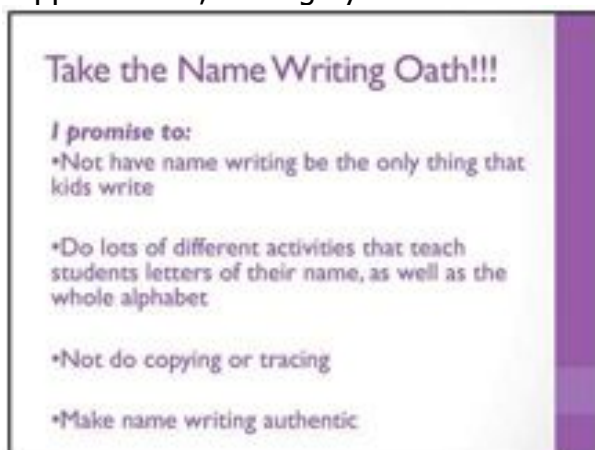 Take the Name Writing Oath!!!
I promise to:
•Not have name writing be the only thing that
kids write
•Do lots of different activities that teach
students letters of their name, as well as the
whole alphabet
•Not do copying or tracing
•Make name writing authentic